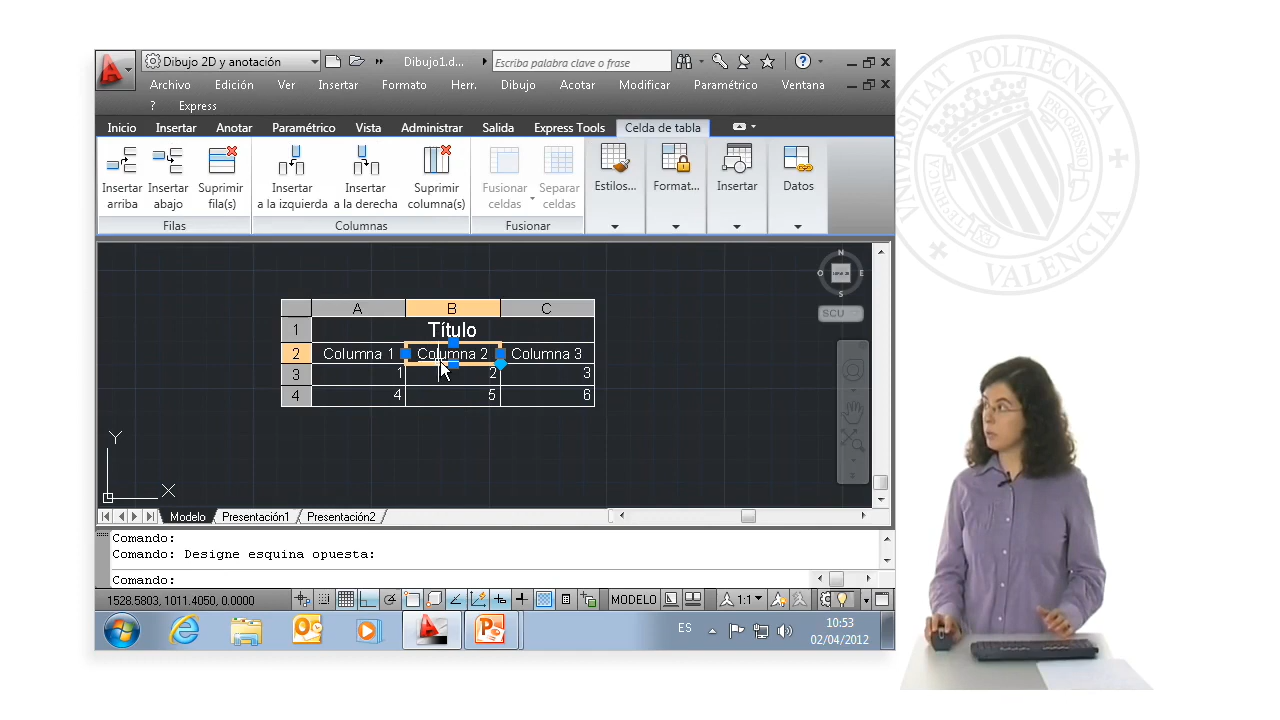 Dibujo 2D y anotación Dibujo1.d... Escriba palabra clave o frase
Archivo Edición Ver Insertar Formato Herr. Dibujo Acotar Modificar Paramétrico Ventana
? Express
Inicio Insertar Anotar Paramétrico Vista Administrar Salida Express Tools Celda de tabla
Insertar arriba Insertar abajo Suprimir fila(s) Insertar a la izquierda Insertar a la derecha Suprimir columna(s) Fusionar celdas Separar celdas Estilos... Format... Insertar Datos
Filas Columnas Fusionar
A B C
1 Título
2 Columna 1 Columna 2 Columna 3
3 1 2 3
4 4 5 6
N
O E
S
SCU
Y
X
Modelo Presentación1 Presentación2
Comando:
Comando: Designe esquina opuesta:
Comando:
1528.5803, 1011.4050, 0.0000 MODELO 1:1
ES 10:53
02/04/2012
UNIVERSITAT POLITÈCNICA VALÈNCIA